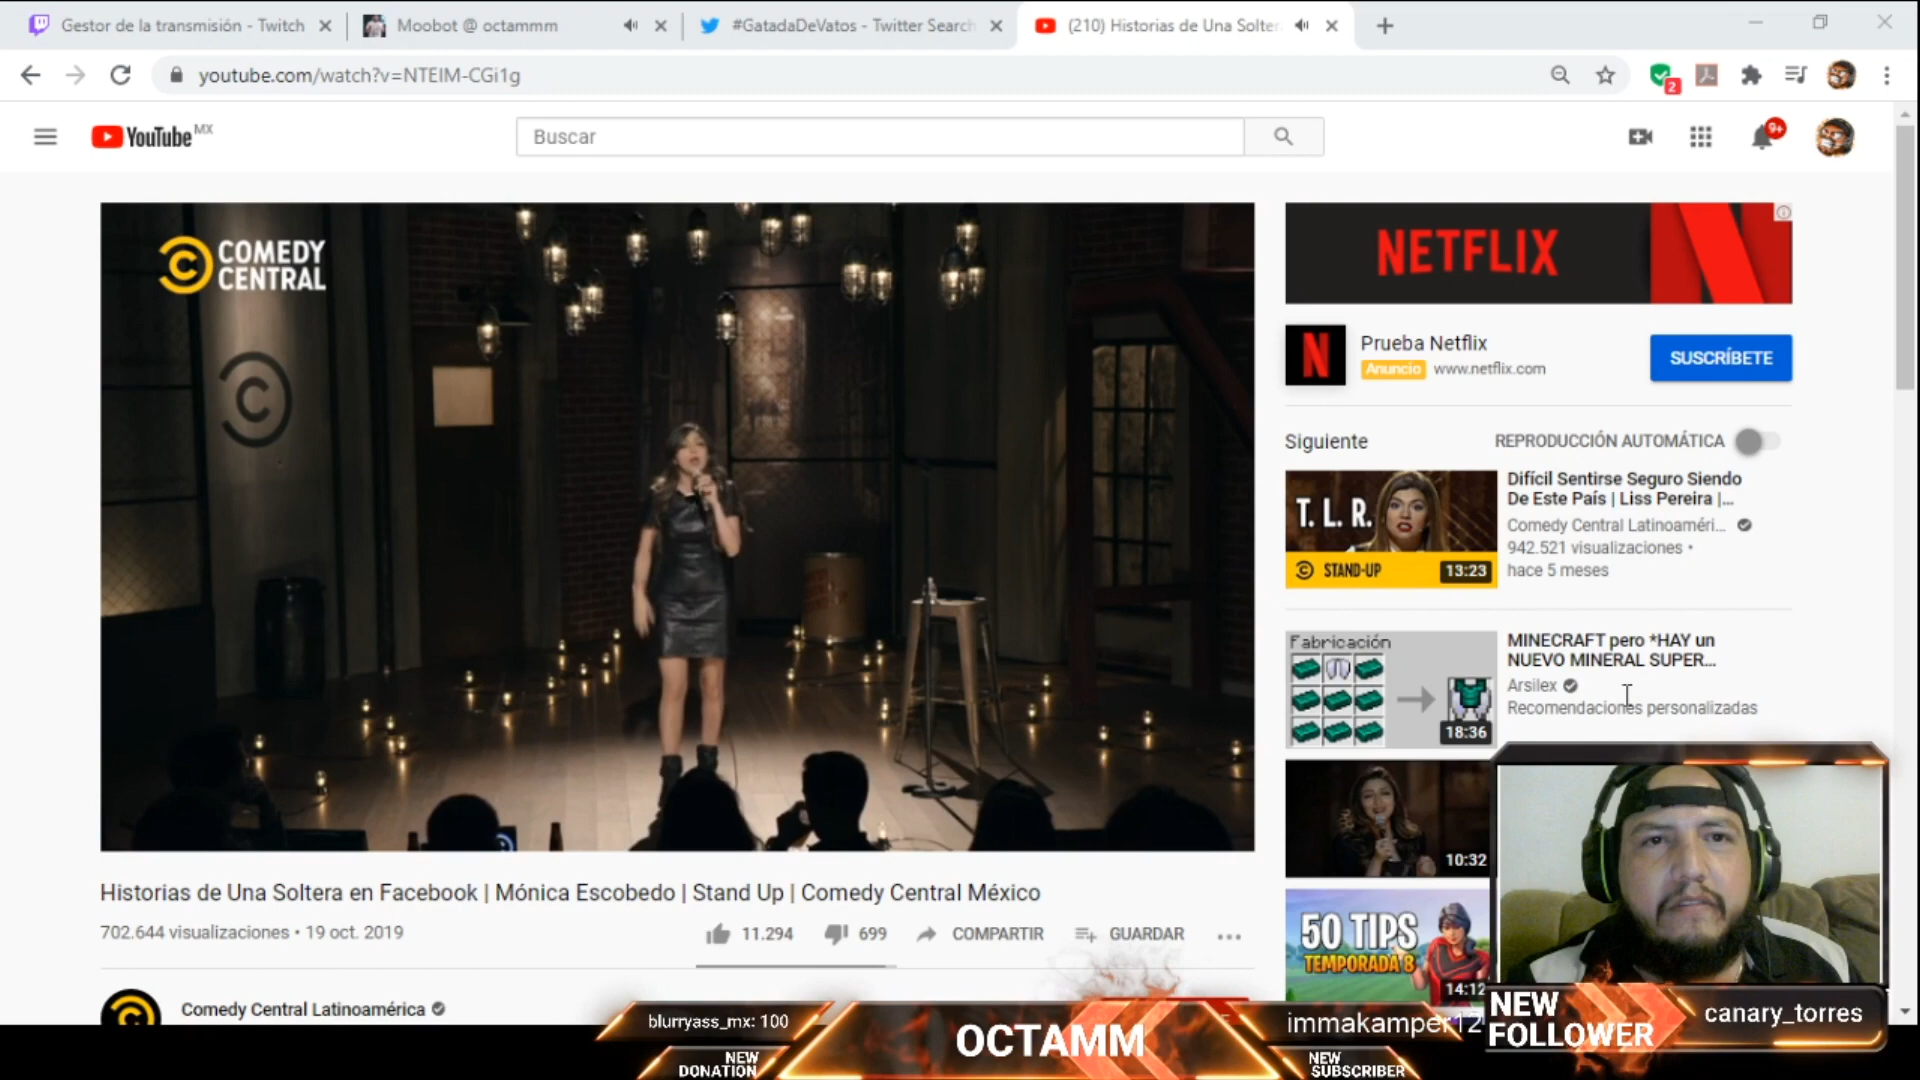 Gestor de la transmisión - Twitch
Moobot @ octammm
#GatadaDeVatos - Twitter Search
(210) Historias de Una Solter
youtube.com/watch?v=NTEIM-CGi1g
2
YouTube MX
Buscar
9+
COMEDY
CENTRAL
NETFLIX
Prueba Netflix
Anuncio www.netflix.com
SUSCRÍBETE
Siguiente
REPRODUCCIÓN AUTOMÁTICA
T. L. R.
STAND-UP
13:23
Difícil Sentirse Seguro Siendo
De Este País | Liss Pereira |...
Comedy Central Latinoaméri...
942.521 visualizaciones •
hace 5 meses
Fabricación
18:36
MINECRAFT pero *HAY un
NUEVO MINERAL SUPER...
Arsilex
Recomendaciones personalizadas
10:32
50 TIPS
TEMPORADA 8
14:12
Historias de Una Soltera en Facebook | Mónica Escobedo | Stand Up | Comedy Central México
702.644 visualizaciones • 19 oct. 2019
11.294
699
COMPARTIR
GUARDAR
Comedy Central Latinoamérica
blurryass_mx: 100
NEW
DONATION
OCTAMM
immakamper12
NEW
SUBSCRIBER
NEW
FOLLOWER
canary_torres